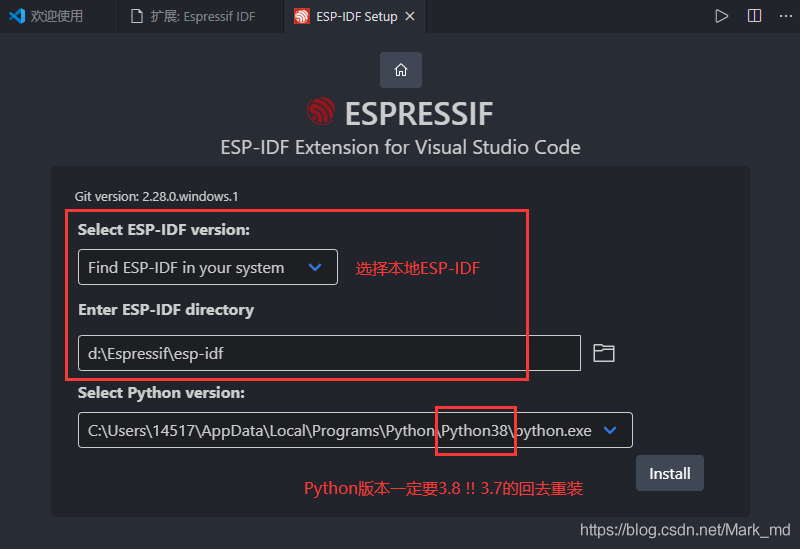 欢迎使用 扩展: Espressif IDF ESP-IDF Setup
ESPRESSIF
ESP-IDF Extension for Visual Studio Code
Git version: 2.28.0.windows.1
Select ESP-IDF version:
Find ESP-IDF in your system 选择本地ESP-IDF
Enter ESP-IDF directory
d:\Espressif\esp-idf
Select Python version:
C:\Users\14517\AppData\Local\Programs\Python\Python38\python.exe
Install
Python版本一定要3.8 !! 3.7的回去重装
https://blog.csdn.net/Mark_md